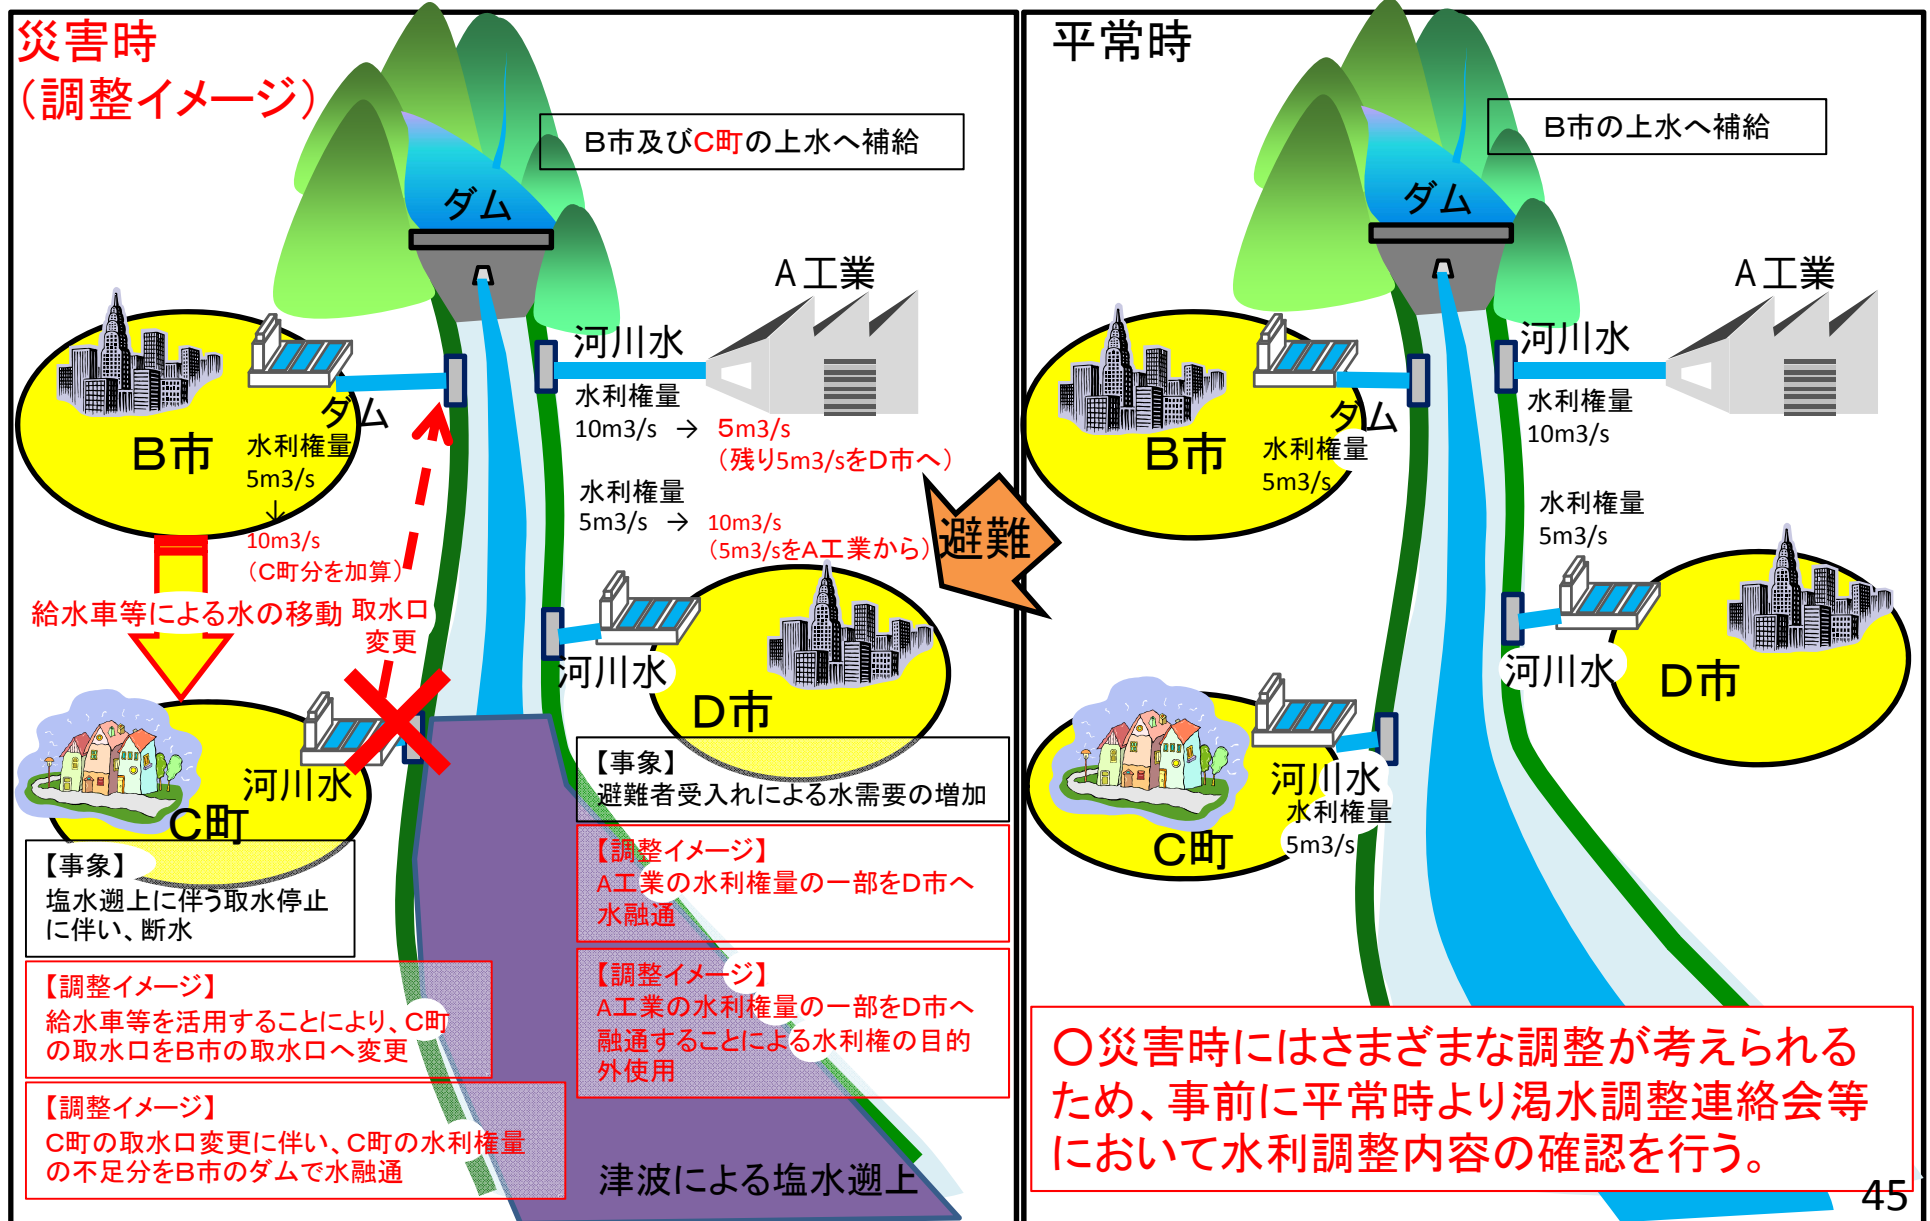 災害時
（調整イメージ）
B市及びC町の上水へ補給
ダム
A工業
河川水
水利権量
10m3/s → 5m3/s
（残り5m3/sをD市へ）
ダム
B市
水利権量
5m3/s
↓
10m3/s
（C町分を加算）
水利権量
5m3/s → 10m3/s
（5m3/sをA工業から）
避難
給水車等による水の移動
取水口
変更
河川水
D市
河川水
C町
【事象】
塩水遡上に伴う取水停止
に伴い、断水
【調整イメージ】
給水車等を活用することにより、C町
の取水口をB市の取水口へ変更
【調整イメージ】
C町の取水口変更に伴い、C町の水利権量
の不足分をB市のダムで水融通
【事象】
避難者受入れによる水需要の増加
【調整イメージ】
A工業の水利権量の一部をD市へ
水融通
【調整イメージ】
A工業の水利権量の一部をD市へ
融通することによる水利権の目的
外使用
津波による塩水遡上
平常時
B市の上水へ補給
ダム
A工業
河川水
水利権量
10m3/s
ダム
B市
水利権量
5m3/s
水利権量
5m3/s
河川水
D市
河川水
水利権量
5m3/s
C町
○災害時にはさまざまな調整が考えられる
ため、事前に平常時より渇水調整連絡会等
において水利調整内容の確認を行う。
45